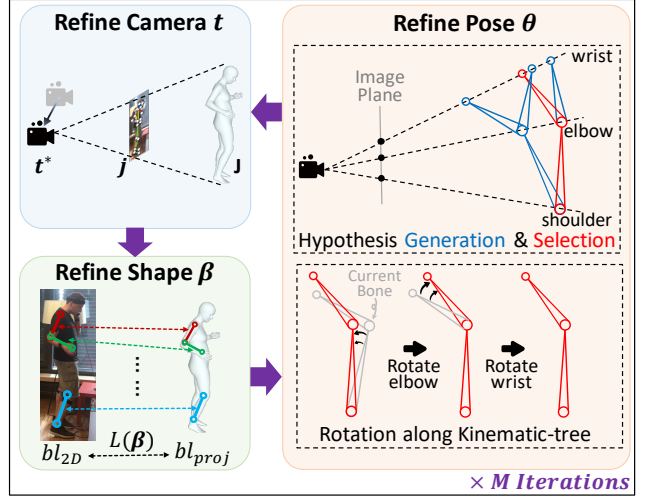 Refine Camera t
t*
j
J
Refine Pose θ
Image
Plane
wrist
elbow
shoulder
Hypothesis Generation & Selection
Refine Shape β
bl2D
L(β)
blproj
Current
Bone
Rotate
elbow
Rotate
wrist
Rotation along Kinematic-tree
× M Iterations